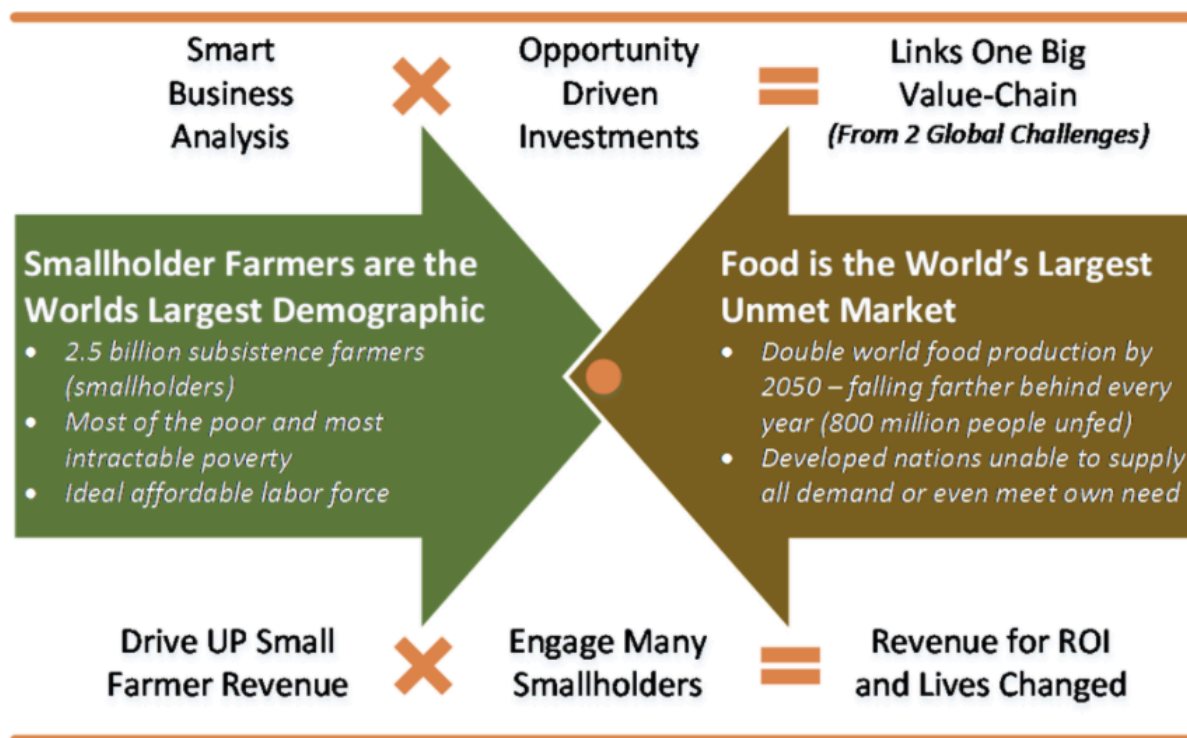 Smart
Business
Analysis
×
Opportunity
Driven
Investments
=
Links One Big
Value-Chain
(From 2 Global Challenges)
Smallholder Farmers are the
Worlds Largest Demographic
• 2.5 billion subsistence farmers
(smallholders)
• Most of the poor and most
intractable poverty
• Ideal affordable labor force
Food is the World's Largest
Unmet Market
• Double world food production by
2050 – falling farther behind every
year (800 million people unfed)
• Developed nations unable to supply
all demand or even meet own need
Drive UP Small
Farmer Revenue
×
Engage Many
Smallholders
=
Revenue for ROI
and Lives Changed